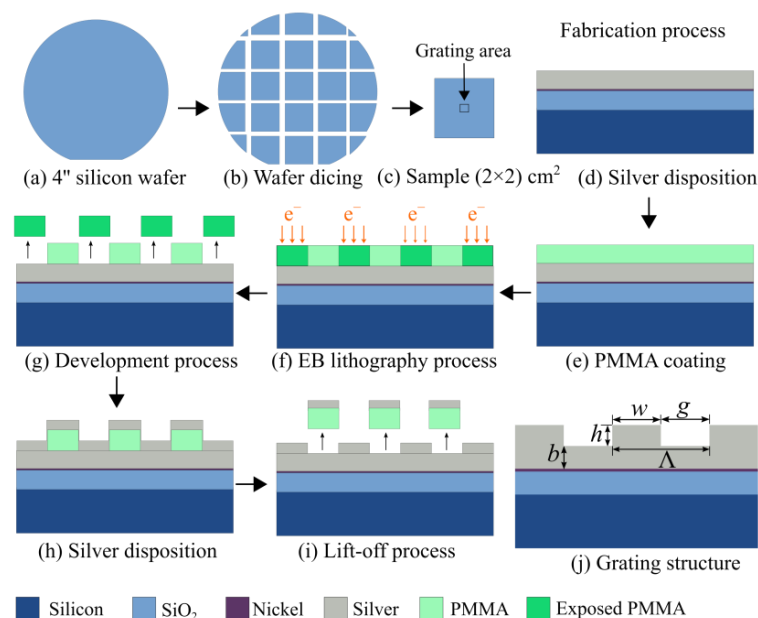 Fabrication process
Grating area
(a) 4" silicon wafer
(b) Wafer dicing
(c) Sample (2×2) cm²
(d) Silver disposition
e⁻ e⁻ e⁻ e⁻
(g) Development process
(f) EB lithography process
(e) PMMA coating
w g
h
b Λ
(h) Silver disposition
(i) Lift-off process
(j) Grating structure
Silicon SiO₂ Nickel Silver PMMA Exposed PMMA